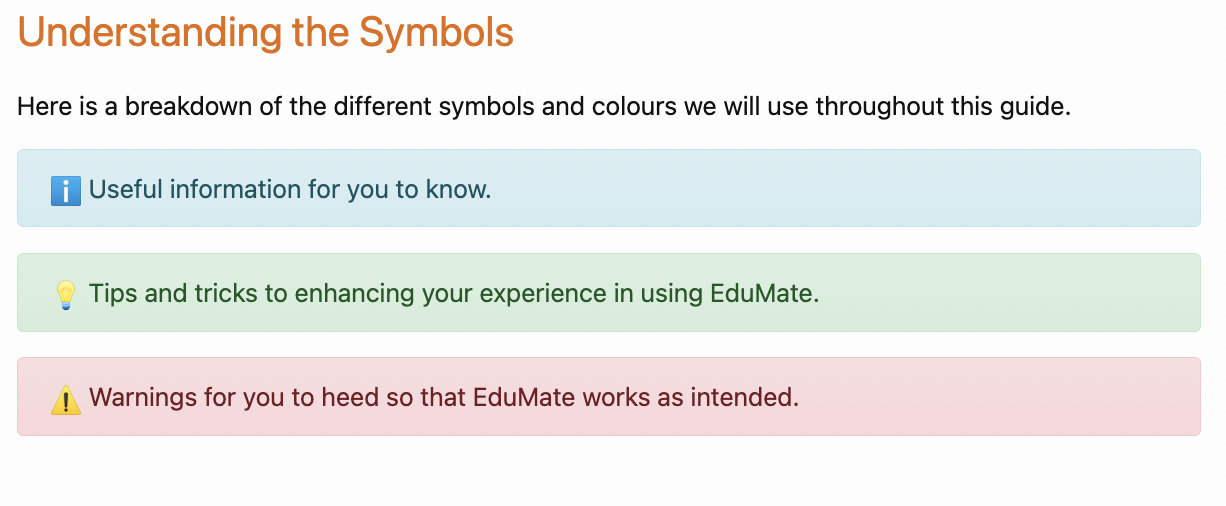 Understanding the Symbols
Here is a breakdown of the different symbols and colours we will use throughout this guide.
ℹ️ Useful information for you to know.
💡 Tips and tricks to enhancing your experience in using EduMate.
⚠️ Warnings for you to heed so that EduMate works as intended.